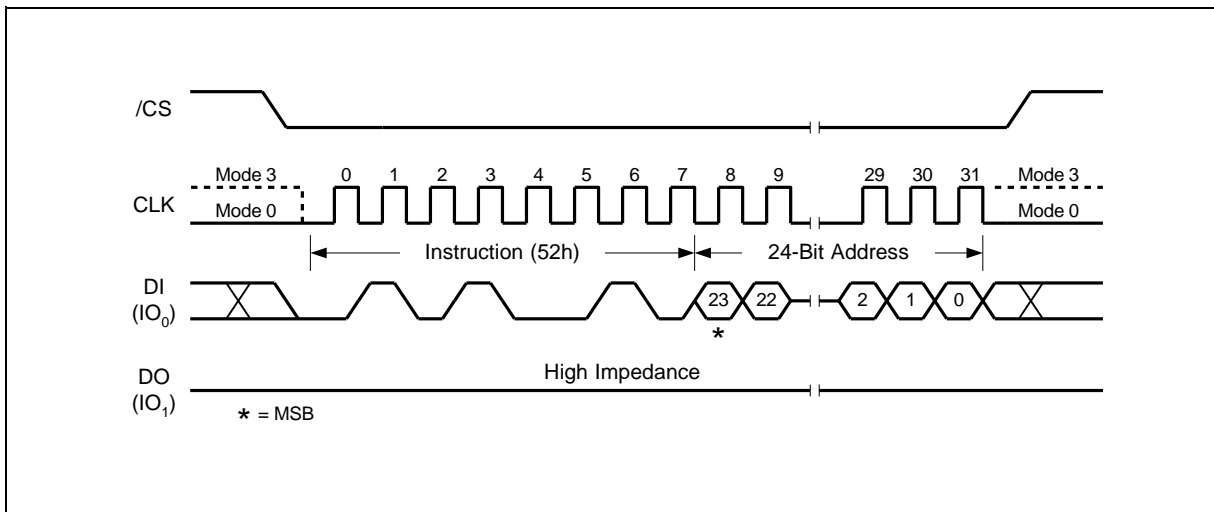 /CS
Mode 3 0 1 2 3 4 5 6 7 8 9 29 30 31 Mode 3
CLK
Mode 0 Mode 0
Instruction (52h) 24-Bit Address
DI
(IO0)
23 22 2 1 0
*
DO
(IO1)
High Impedance
* = MSB